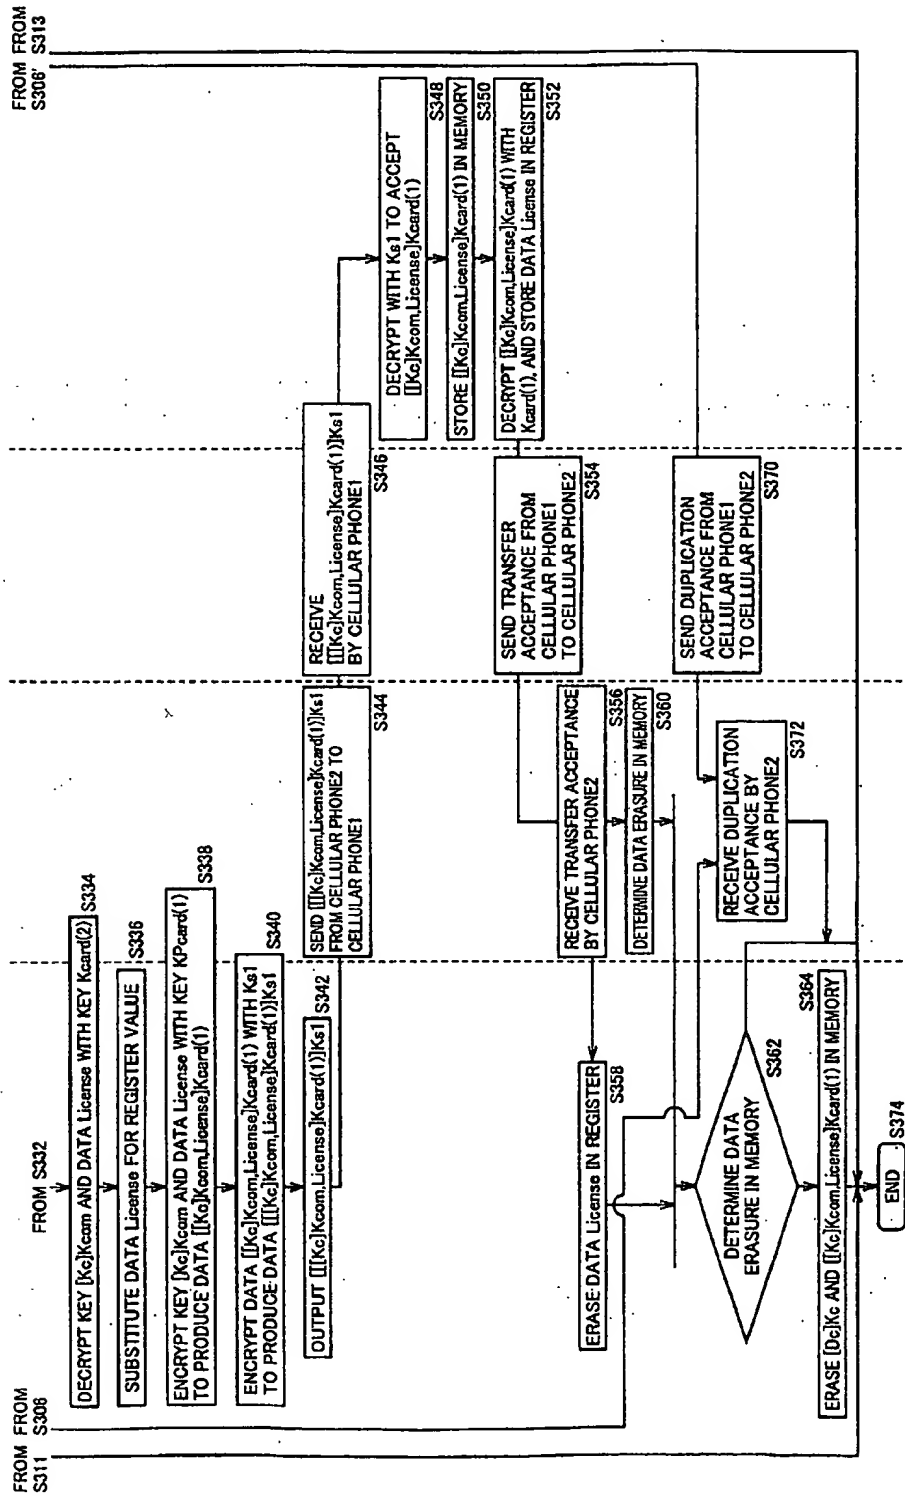 FROM S332
FROM
S311
FROM
S308
DECRYPT KEY [Kc]Kcom AND DATA License WITH KEY Kcard(2)
S334
SUBSTITUTE DATA License FOR REGISTER VALUE
S336
ENCRYPT KEY [Kc]Kcom AND DATA License WITH KEY KPcard(1)
TO PRODUCE DATA [[Kc]Kcom,License]Kcard(1)
S338
ENCRYPT DATA [[Kc]Kcom,License]Kcard(1) WITH Ks1
TO PRODUCE DATA [[[Kc]Kcom,License]Kcard(1)]Ks1
S340
OUTPUT [[[Kc]Kcom,License]Kcard(1)]Ks1
S342
SEND [[[Kc]Kcom,License]Kcard(1)]Ks1
FROM CELLULAR PHONE2 TO
CELLULAR PHONE1
S344
RECEIVE
[[[Kc]Kcom,License]Kcard(1)]Ks1
BY CELLULAR PHONE1
S346
FROM
S306'
FROM
S313
DECRYPT WITH Ks1 TO ACCEPT
[[Kc]Kcom,License]Kcard(1)
S348
STORE [[Kc]Kcom,License]Kcard(1) IN MEMORY
S350
DECRYPT [[Kc]Kcom,License]Kcard(1) WITH
Kcard(1), AND STORE DATA License IN REGISTER
S352
SEND TRANSFER
ACCEPTANCE FROM
CELLULAR PHONE1
TO CELLULAR PHONE2
S354
RECEIVE TRANSFER ACCEPTANCE
BY CELLULAR PHONE2
S356
ERASE DATA License IN REGISTER
S358
DETERMINE DATA ERASURE IN MEMORY
S360
SEND DUPLICATION
ACCEPTANCE FROM
CELLULAR PHONE1
TO CELLULAR PHONE2
S370
RECEIVE DUPLICATION
ACCEPTANCE BY
CELLULAR PHONE2
S372
DETERMINE DATA
ERASURE IN MEMORY
S362
ERASE [Dc]Kc AND [[Kc]Kcom,License]Kcard(1) IN MEMORY
S364
END
S374